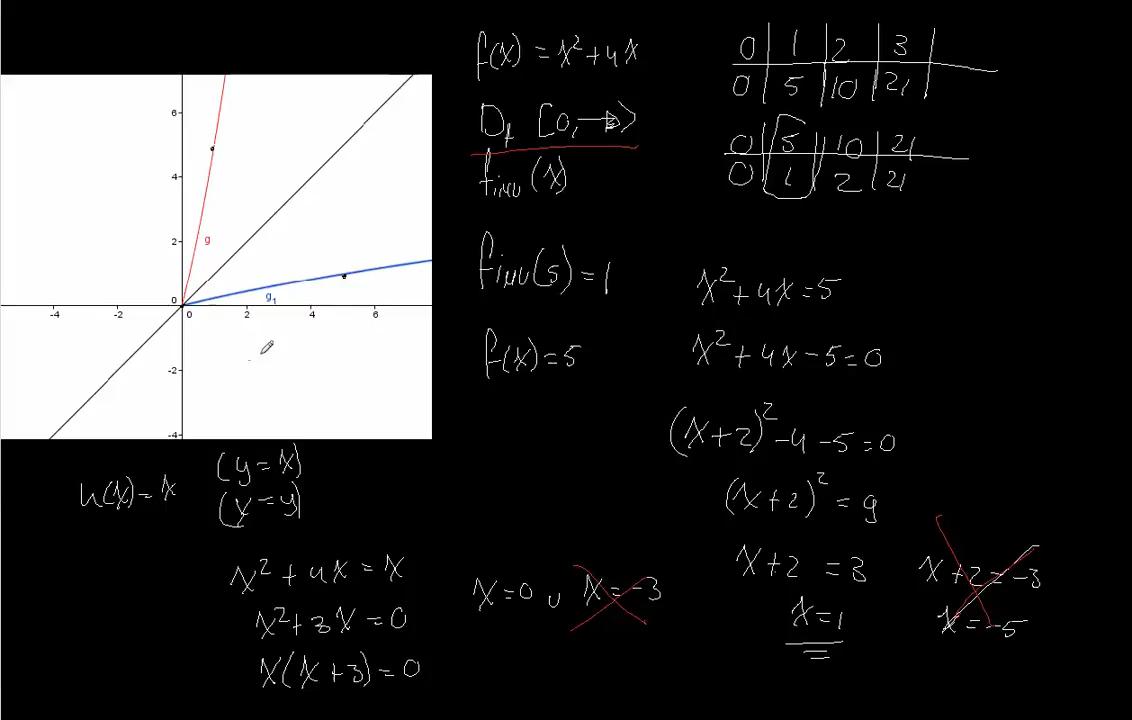 6
4
2
0
-4 -2 0 2 4 6
-2
-4
g
g₁
f(x) = x² + 4x
D_f [0, →⟩
f_inv(x)
f_inv(5) = 1
f(x) = 5
0 | 1 | 2 | 3
0 | 5 | 10 | 21
0 | 5 | 10 | 21
0 | 1 | 2 | 21
x² + 4x = 5
x² + 4x - 5 = 0
(x + 2)² - 4 - 5 = 0
(x + 2)² = 9
x + 2 = 3
x = 1
x + 2 = -3
x = -5
h(x) = x
(y = x)
(x = y)
x² + 4x = x
x² + 3x = 0
x(x + 3) = 0
x = 0 ∪ x = -3